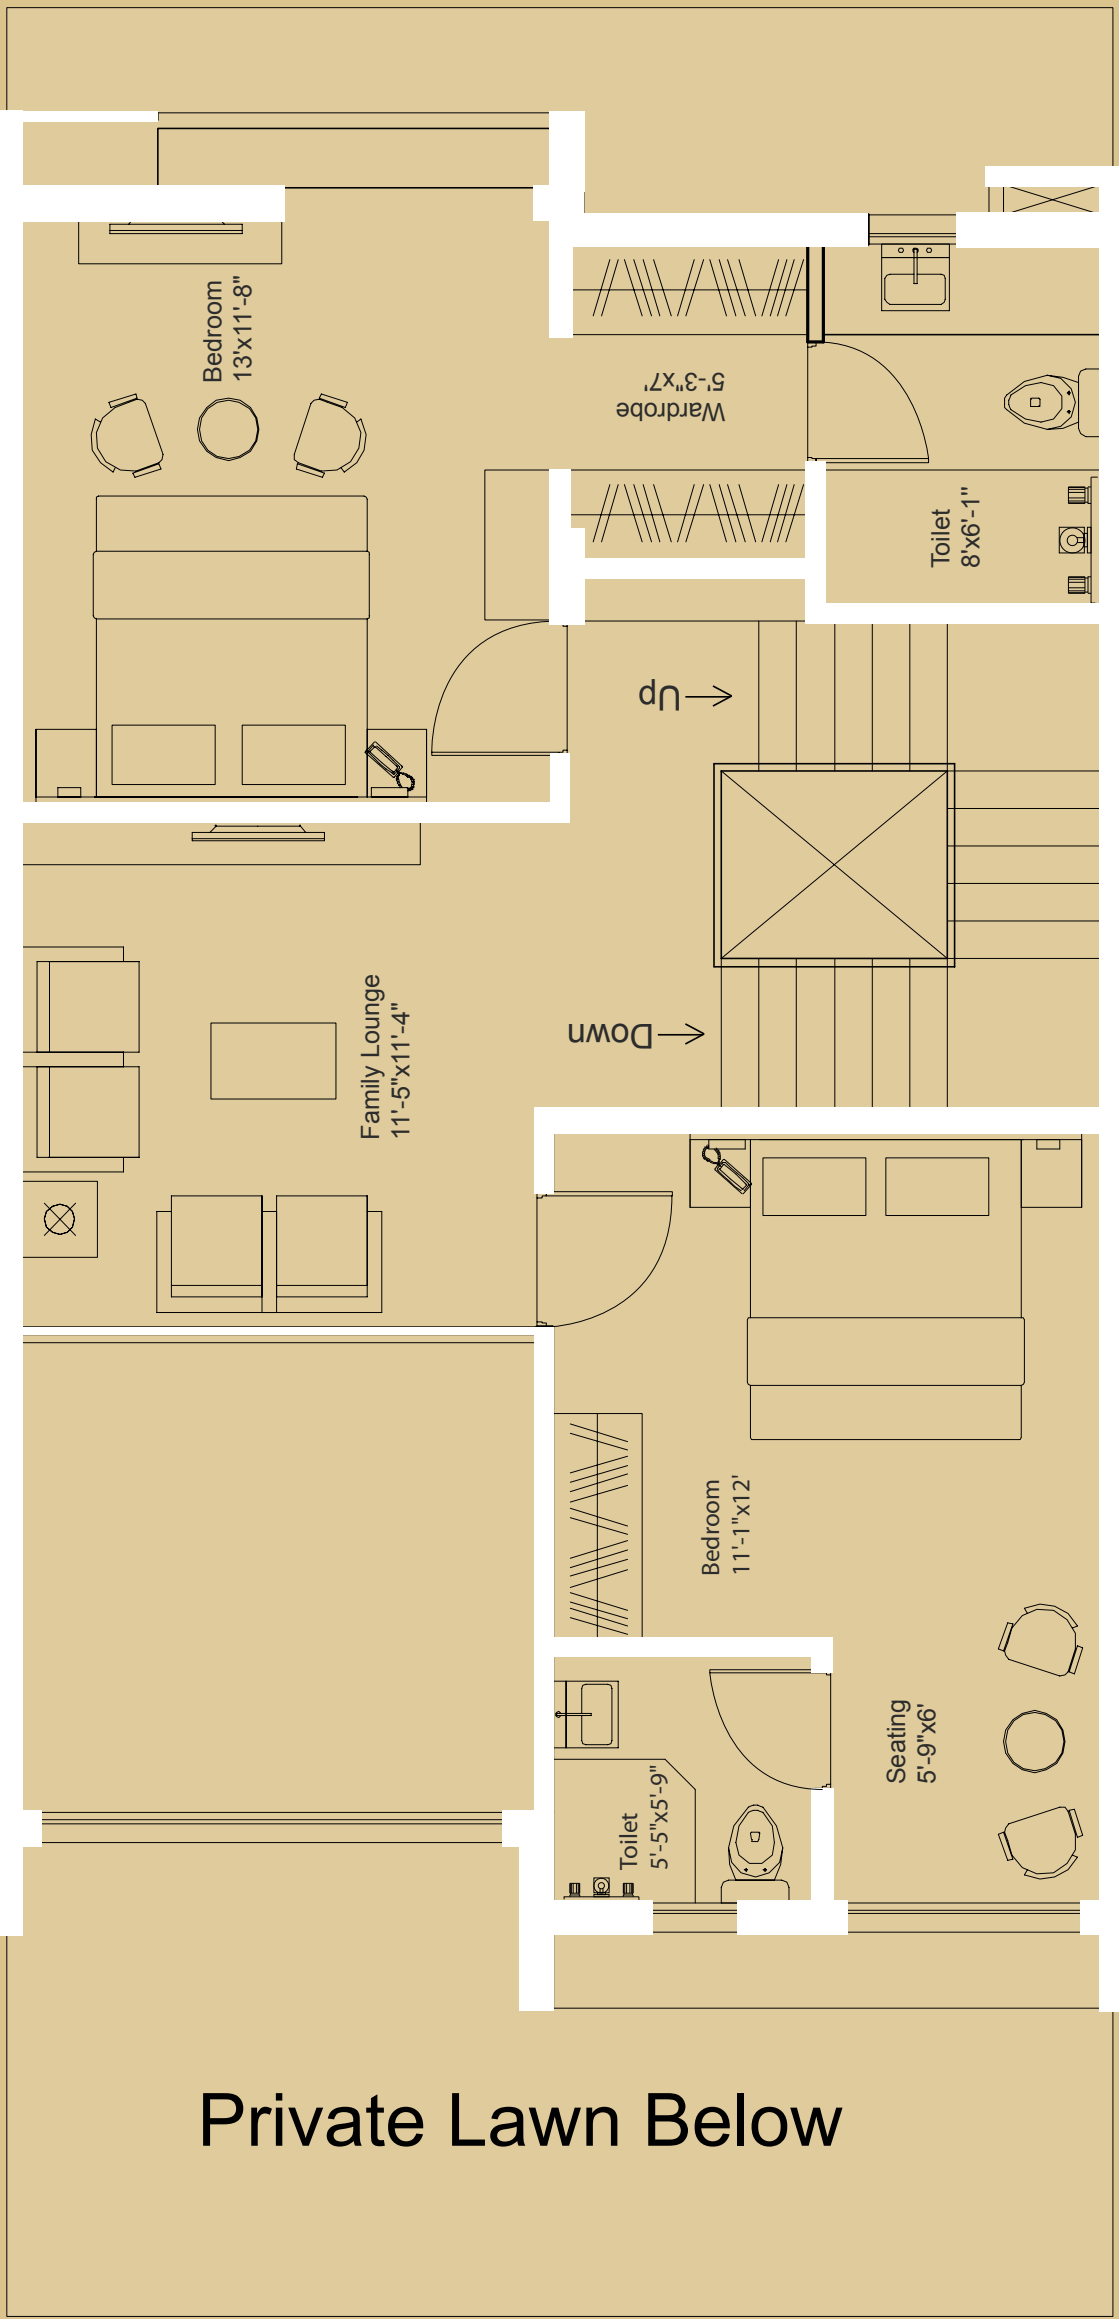 Bedroom
13'x11'-8"
Wardrobe
5'-3"x7'
Toilet
8'x6'-1"
Up
Family Lounge
11'-5"x11'-4"
Down
Bedroom
11'-1"x12'
Seating
5'-9"x6'
Toilet
5'-5"x5'-9"
Private Lawn Below